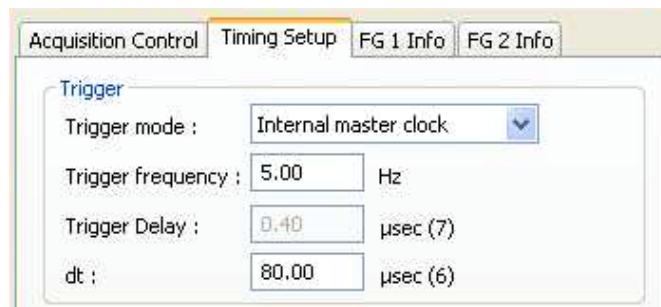 Acquisition Control Timing Setup FG 1 Info FG 2 Info
Trigger
Trigger mode : Internal master clock
Trigger frequency : 5.00 Hz
Trigger Delay : 0.40 µsec (7)
dt : 80.00 µsec (6)